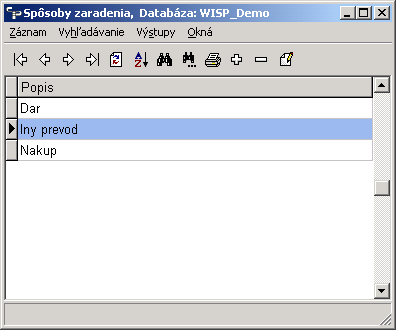 Spôsoby zaradenia, Databáza: WISP_Demo
Záznam Vyhľadávanie Výstupy Okná
Popis
Dar
Iny prevod
Nakup